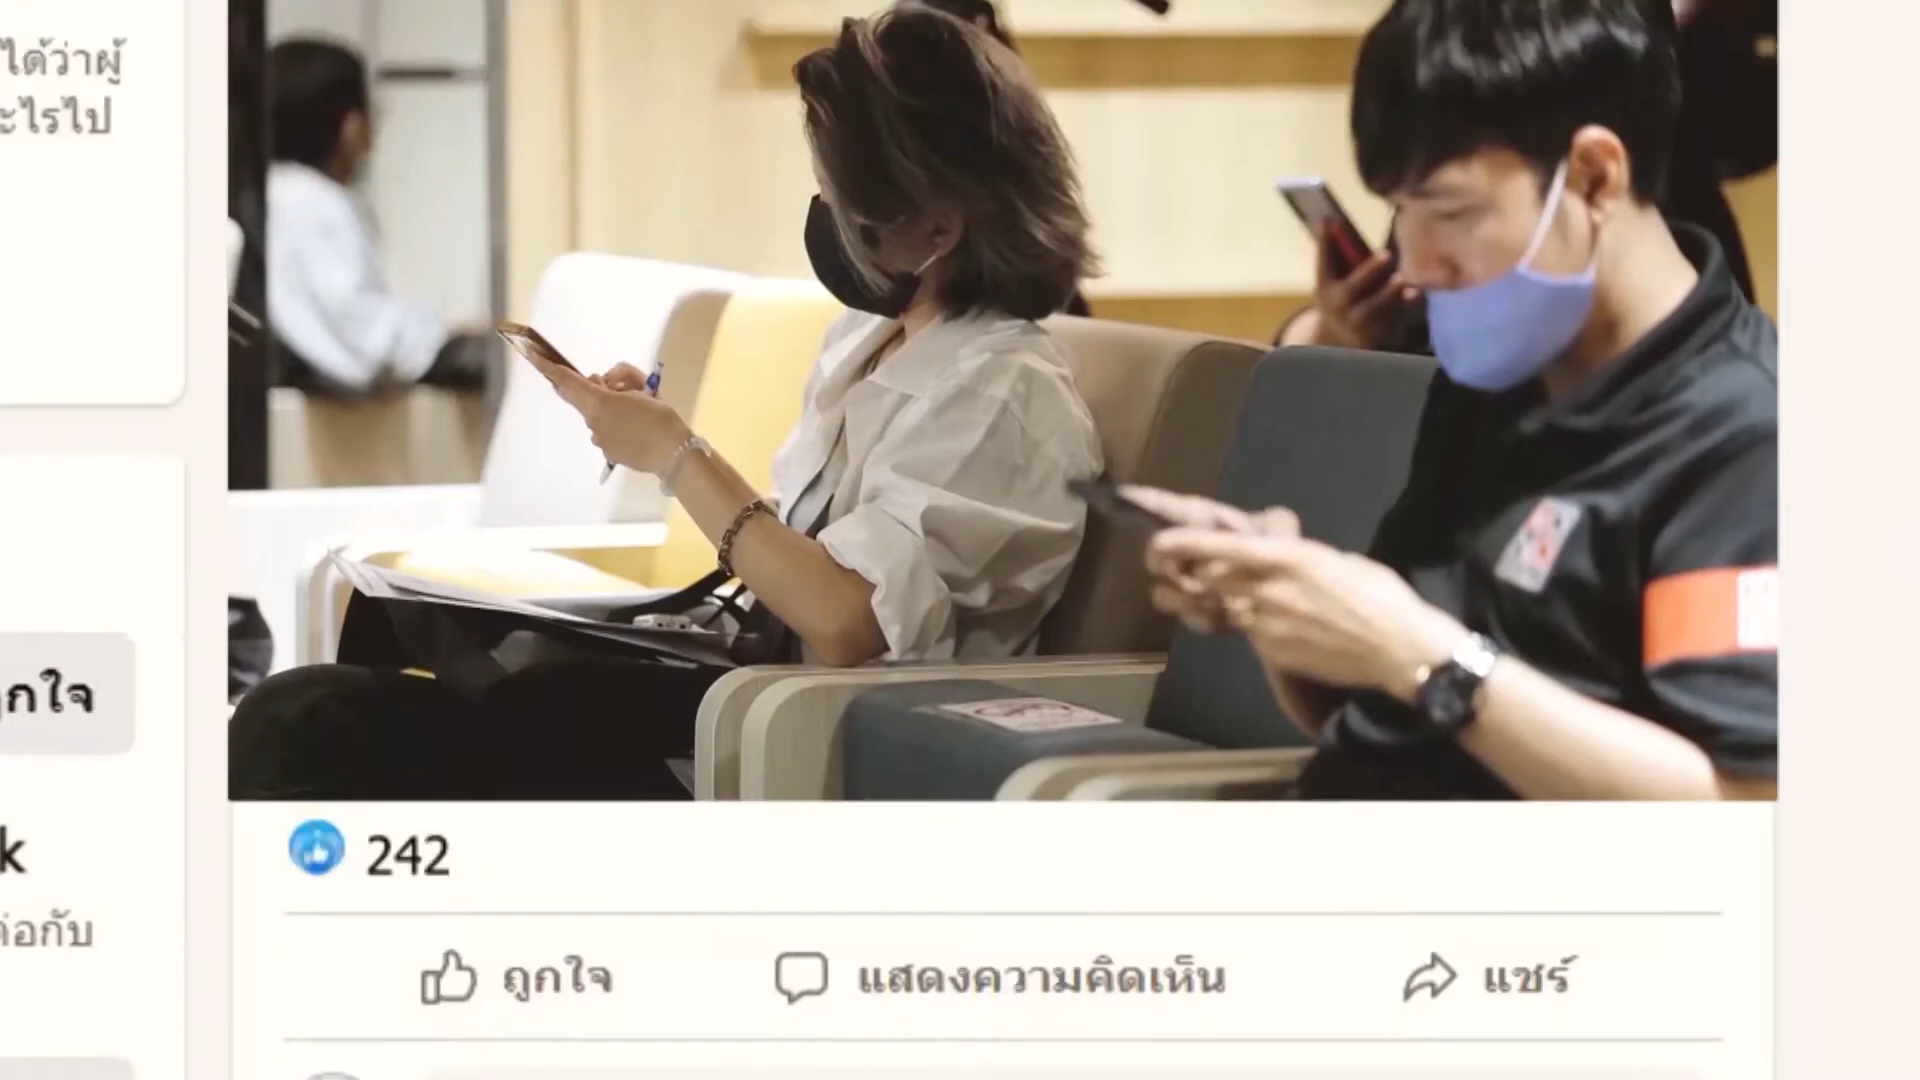 ได้ว่าผู้
ะไรไป
ถูกใจ
k
ต่อกับ
242
ถูกใจ
แสดงความคิดเห็น
แชร์